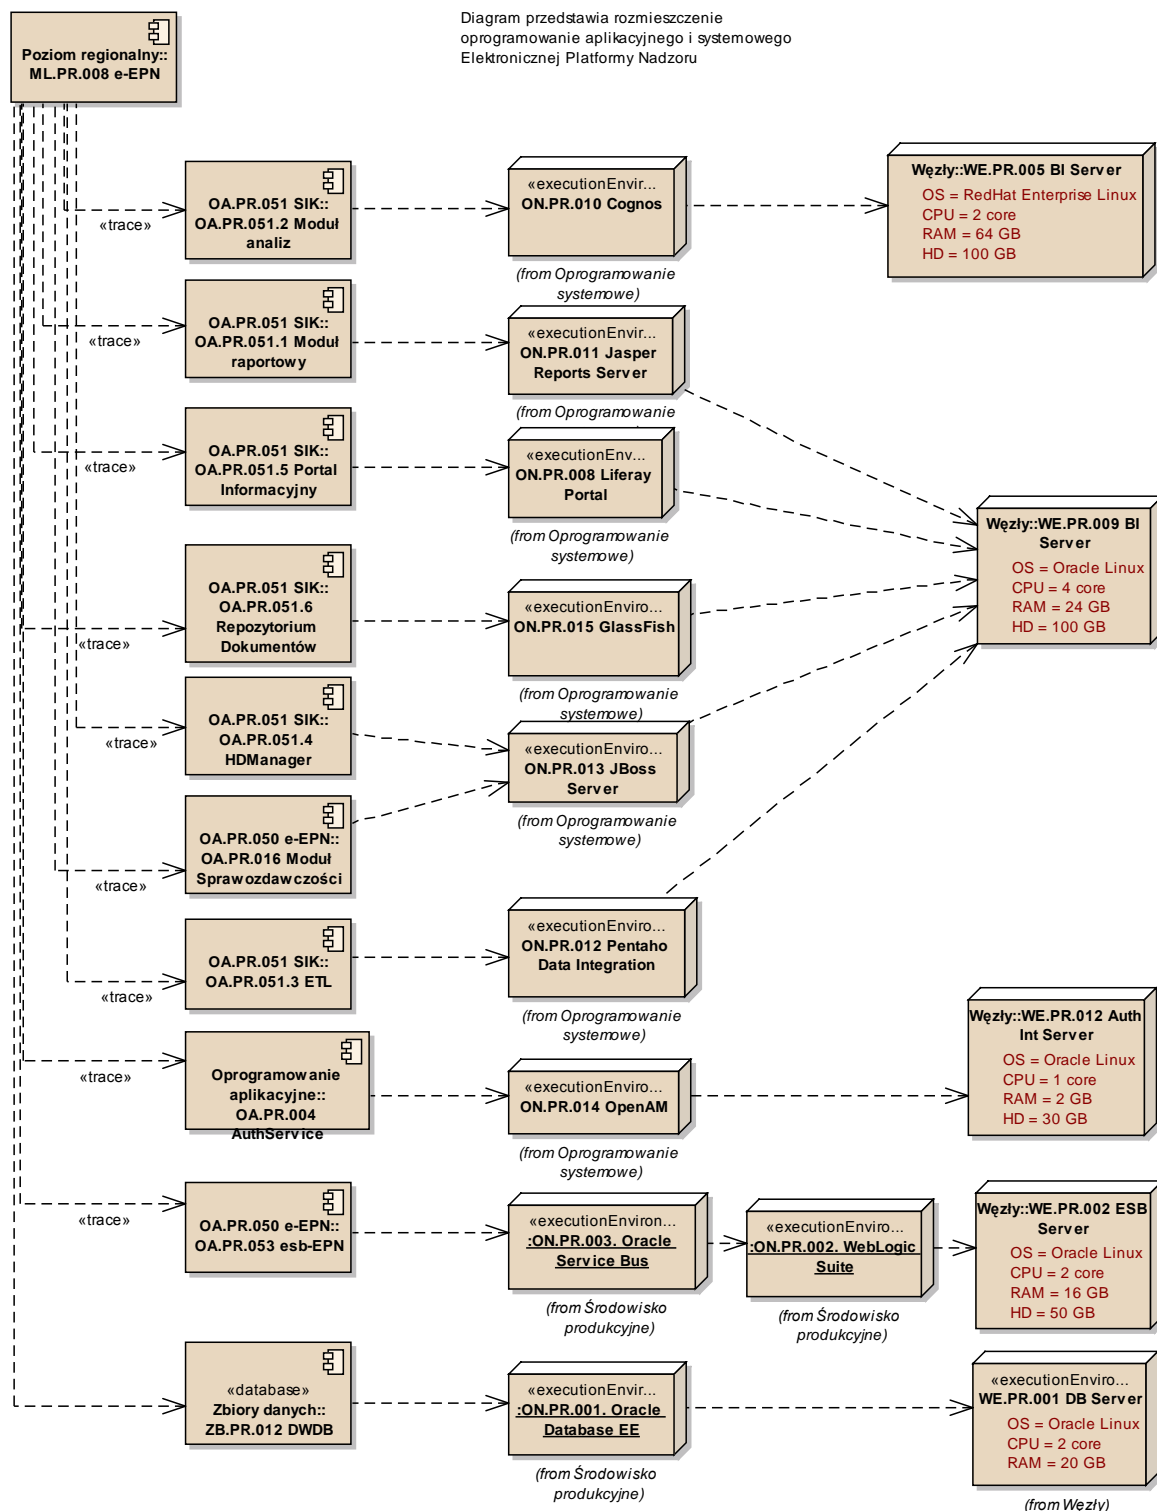 Diagram przedstawia rozmieszczenie
oprogramowanie aplikacyjnego i systemowego
Elektronicznej Platformy Nadzoru
Poziom regionalny::
ML.PR.008 e-EPN
«trace»
OA.PR.051 SIK::
OA.PR.051.2 Moduł
analiz
«executionEnvir...
ON.PR.010 Cognos
(from Oprogramowanie
systemowe)
Węzły::WE.PR.005 BI Server
OS = RedHat Enterprise Linux
CPU = 2 core
RAM = 64 GB
HD = 100 GB
«trace»
OA.PR.051 SIK::
OA.PR.051.1 Moduł
raportowy
«executionEnvir...
ON.PR.011 Jasper
Reports Server
(from Oprogramowanie
«trace»
OA.PR.051 SIK::
OA.PR.051.5 Portal
Informacyjny
«executionEnv...
ON.PR.008 Liferay
Portal
(from Oprogramowanie
systemowe)
Węzły::WE.PR.009 BI
Server
OS = Oracle Linux
CPU = 4 core
RAM = 24 GB
HD = 100 GB
«trace»
OA.PR.051 SIK::
OA.PR.051.6
Repozytorium
Dokumentów
«executionEnviro...
ON.PR.015 GlassFish
(from Oprogramowanie
systemowe)
«trace»
OA.PR.051 SIK::
OA.PR.051.4
HDManager
«executionEnviro...
ON.PR.013 JBoss
Server
(from Oprogramowanie
systemowe)
«trace»
OA.PR.050 e-EPN::
OA.PR.016 Moduł
Sprawozdawczości
«trace»
OA.PR.051 SIK::
OA.PR.051.3 ETL
«executionEnviro...
ON.PR.012 Pentaho
Data Integration
(from Oprogramowanie
systemowe)
«trace»
Oprogramowanie
aplikacyjne::
OA.PR.004
AuthService
«executionEnviro...
ON.PR.014 OpenAM
(from Oprogramowanie
systemowe)
Węzły::WE.PR.012 Auth
Int Server
OS = Oracle Linux
CPU = 1 core
RAM = 2 GB
HD = 30 GB
«trace»
OA.PR.050 e-EPN::
OA.PR.053 esb-EPN
«executionEnviron...
:ON.PR.003. Oracle
Service Bus
(from Środowisko
produkcyjne)
«executionEnviro...
:ON.PR.002. WebLogic
Suite
(from Środowisko
produkcyjne)
Węzły::WE.PR.002 ESB
Server
OS = Oracle Linux
CPU = 2 core
RAM = 16 GB
HD = 50 GB
«trace»
«database»
Zbiory danych::
ZB.PR.012 DWDB
«executionEnvir...
:ON.PR.001. Oracle
Database EE
(from Środowisko
produkcyjne)
«executionEnviro...
WE.PR.001 DB Server
OS = Oracle Linux
CPU = 2 core
RAM = 20 GB
(from Węzły)